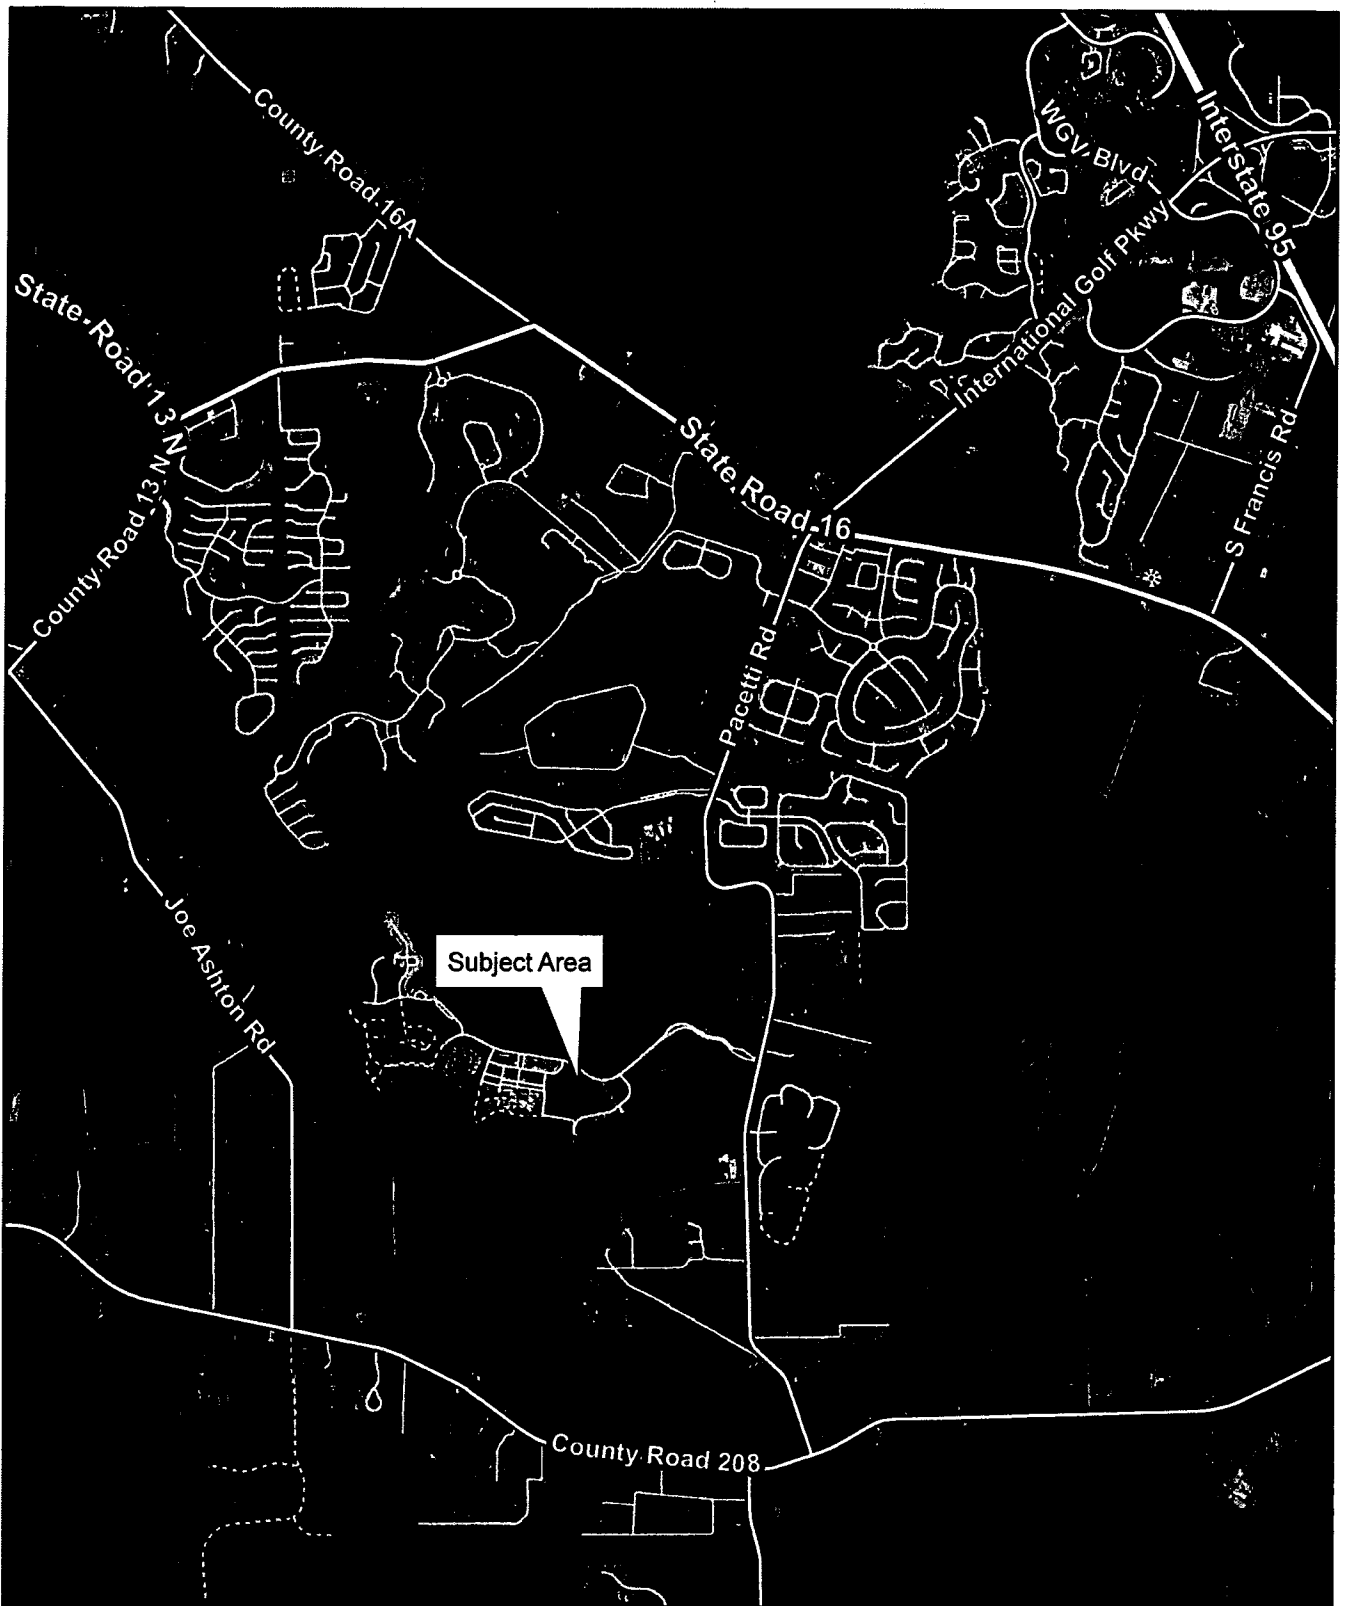 County Road 16A
WGV Blvd
Interstate 95
International Golf Pkwy
State Road 13 N
County Road 13 N
State Road 16
S Francis Rd
Pacetti Rd
Joe Ashton Rd
Subject Area
County Road 208